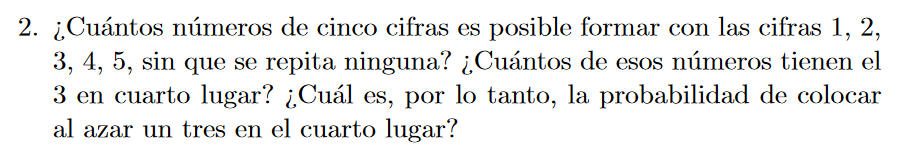 2. ¿Cuántos números de cinco cifras es posible formar con las cifras 1, 2,
3, 4, 5, sin que se repita ninguna? ¿Cuántos de esos números tienen el
3 en cuarto lugar? ¿Cuál es, por lo tanto, la probabilidad de colocar
al azar un tres en el cuarto lugar?